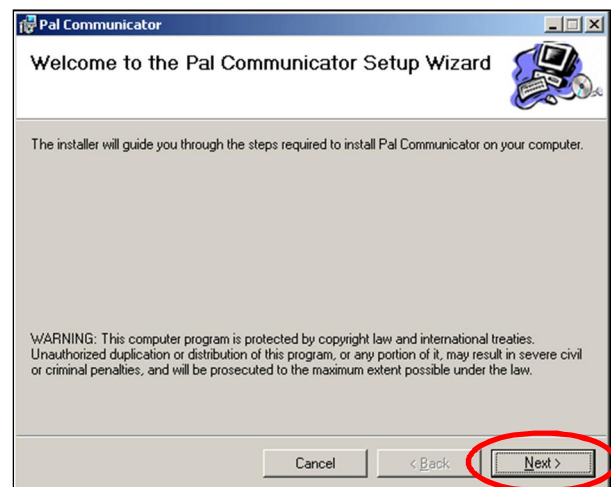 Pal Communicator
Welcome to the Pal Communicator Setup Wizard
The installer will guide you through the steps required to install Pal Communicator on your computer.
WARNING: This computer program is protected by copyright law and international treaties.
Unauthorized duplication or distribution of this program, or any portion of it, may result in severe civil
or criminal penalties, and will be prosecuted to the maximum extent possible under the law.
Cancel
< Back
Next >